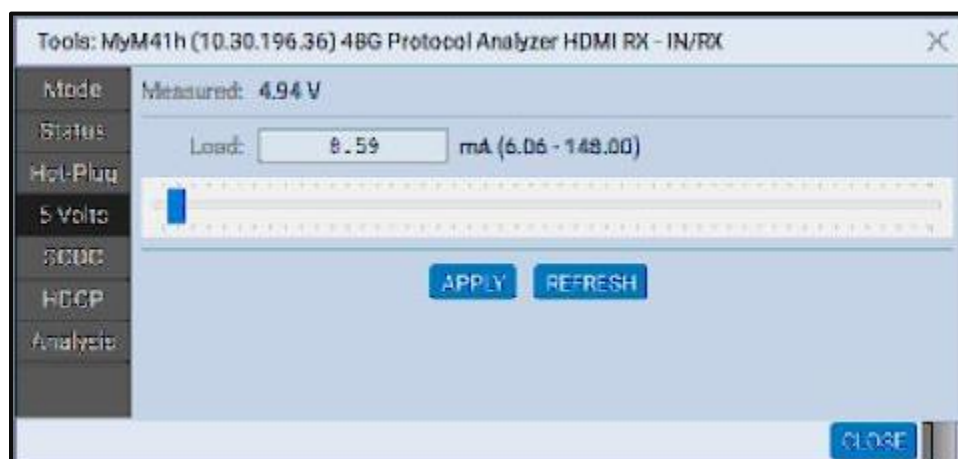 Tools: MyM41h (10.30.196.36) 48G Protocol Analyzer HDMI RX - IN/RX
Mode
Measured: 4.94 V
Status
Load: 8.59 mA (6.06 - 148.00)
Hot-Plug
5 Volts
SCDC
APPLY REFRESH
HDCP
Analysis
CLOSE